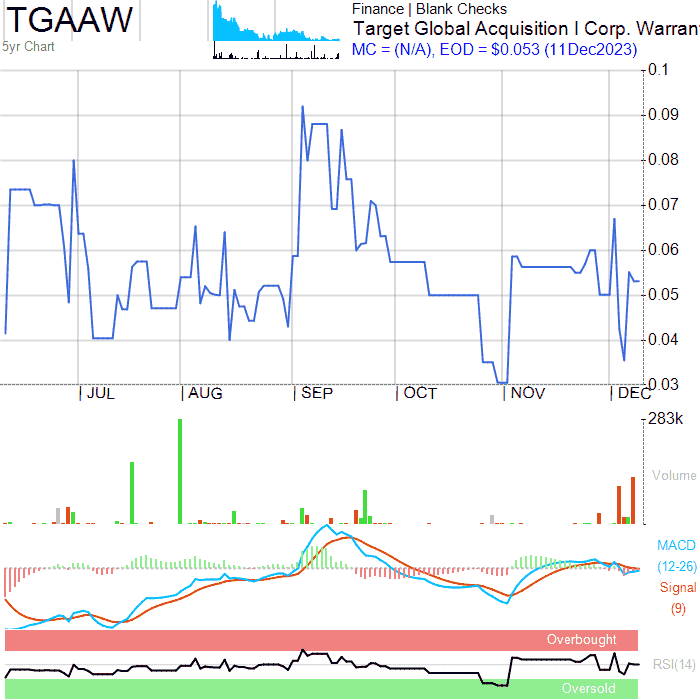 TGAAW
5yr Chart
Finance | Blank Checks
Target Global Acquisition I Corp. Warrant
MC = (N/A), EOD = $0.053 (11Dec2023)
0.1
0.09
0.08
0.07
0.06
0.05
0.04
0.03
JUL AUG SEP OCT NOV DEC
283k
Volume
MACD
(12-26)
Signal
(9)
Overbought
RSI(14)
Oversold